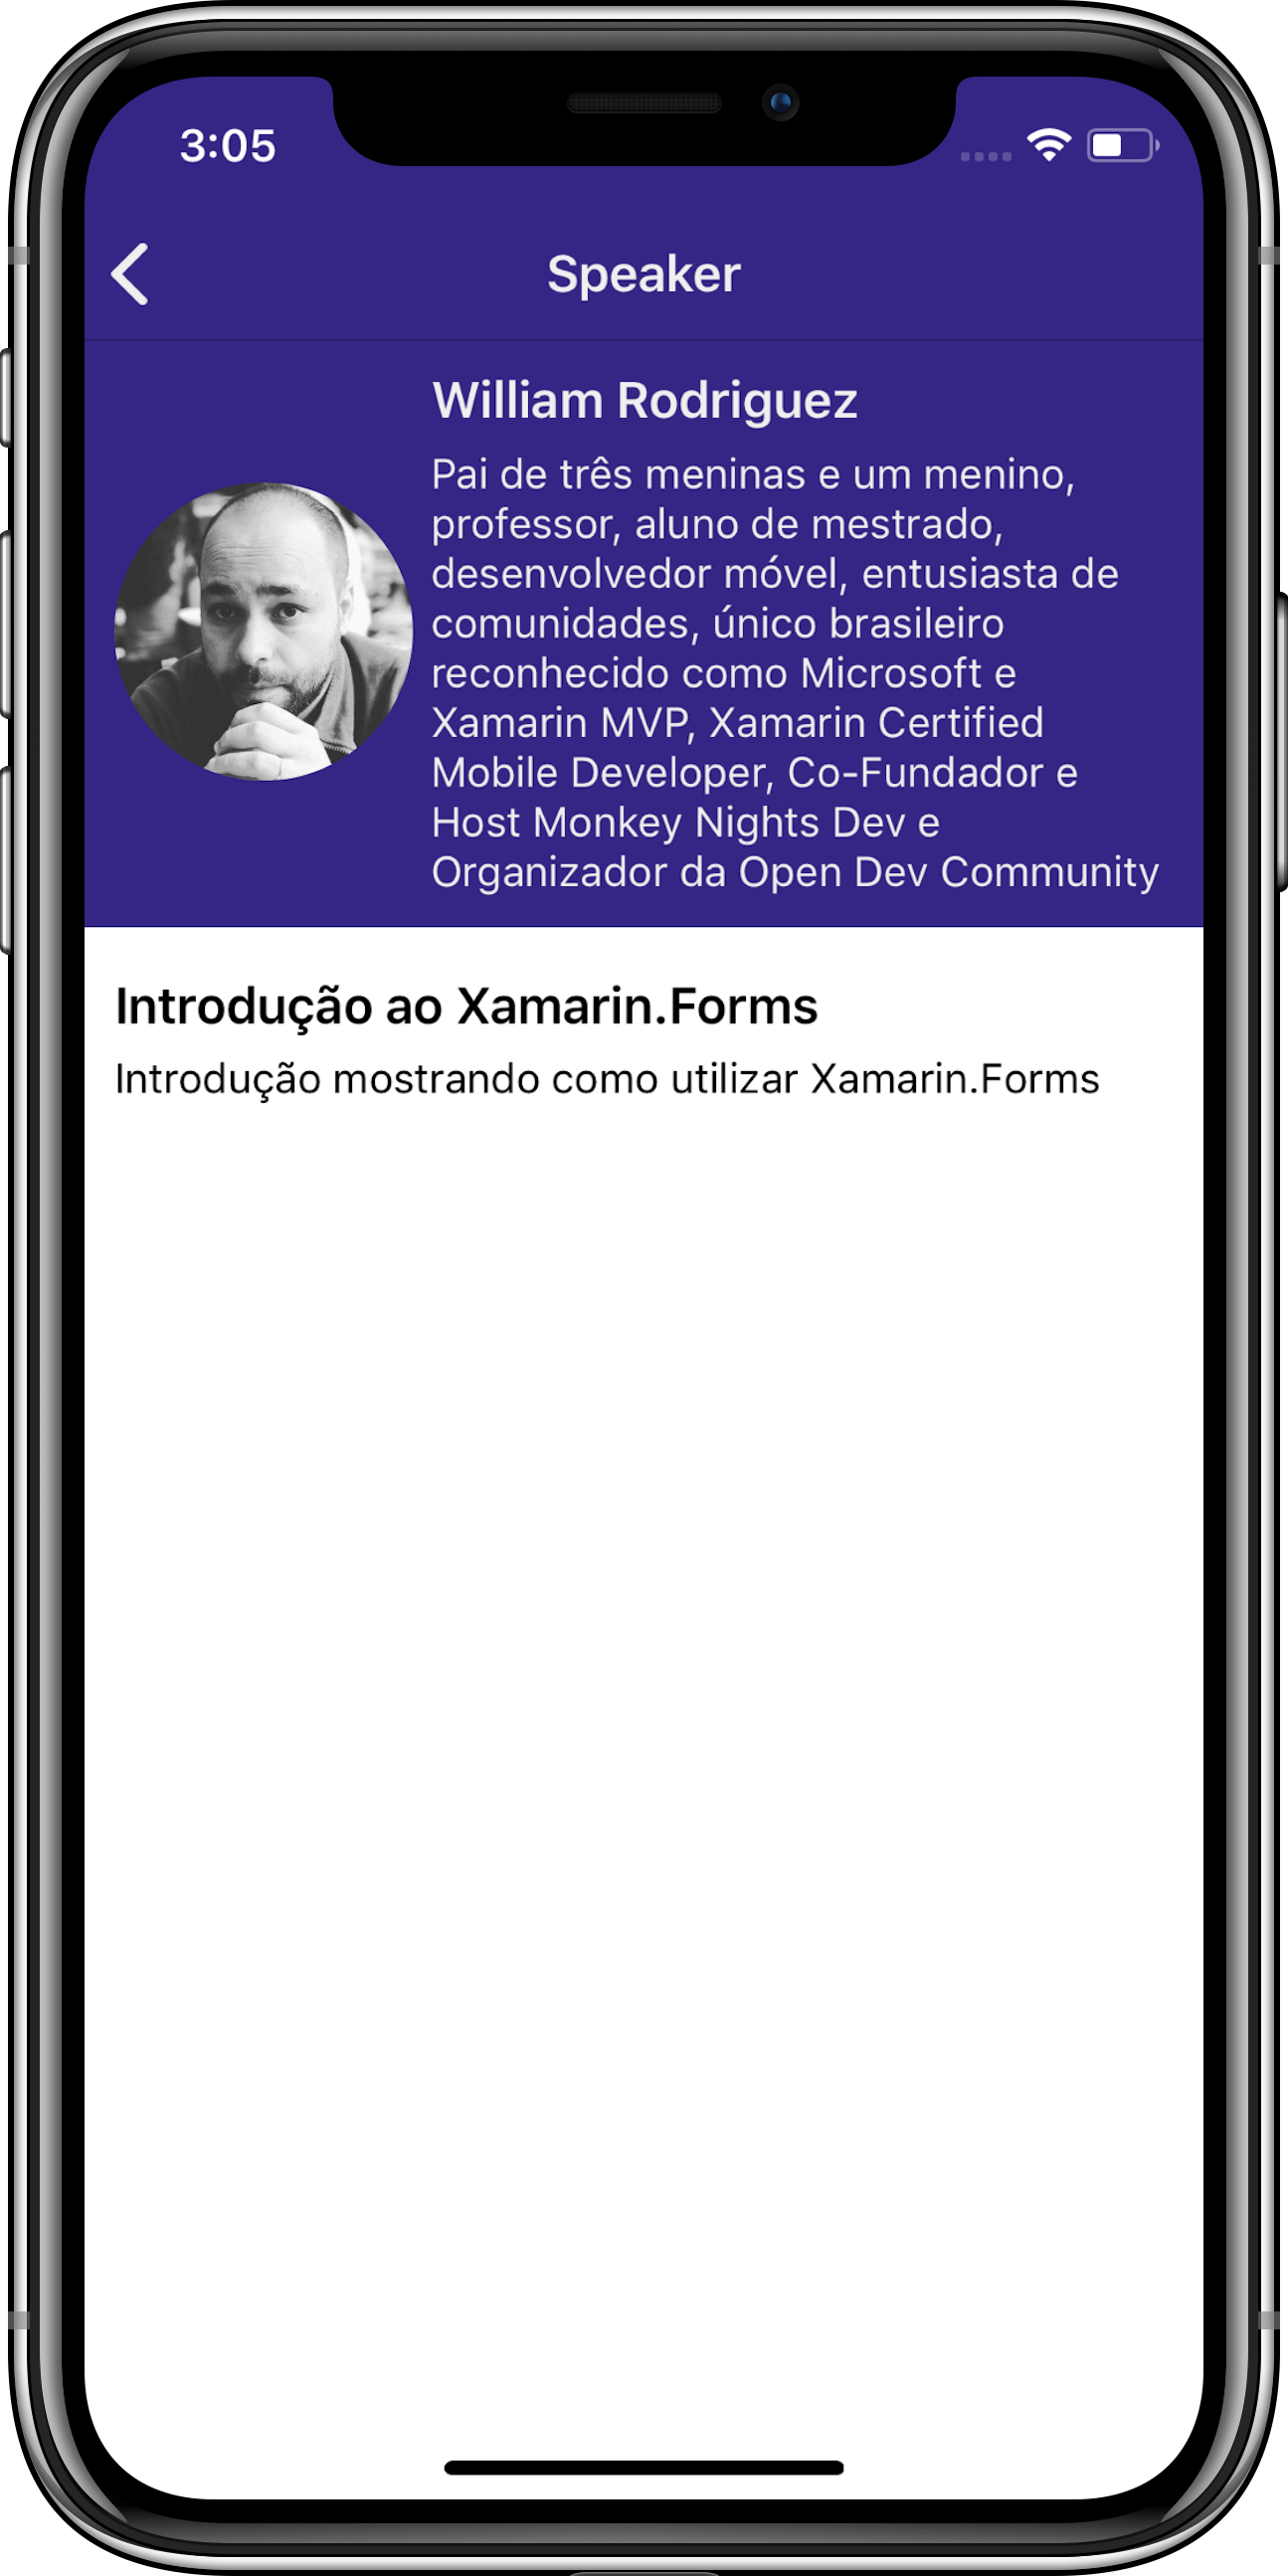 3:05
Speaker
William Rodriguez
Pai de três meninas e um menino,
professor, aluno de mestrado,
desenvolvedor móvel, entusiasta de
comunidades, único brasileiro
reconhecido como Microsoft e
Xamarin MVP, Xamarin Certified
Mobile Developer, Co-Fundador e
Host Monkey Nights Dev e
Organizador da Open Dev Community
Introdução ao Xamarin.Forms
Introdução mostrando como utilizar Xamarin.Forms